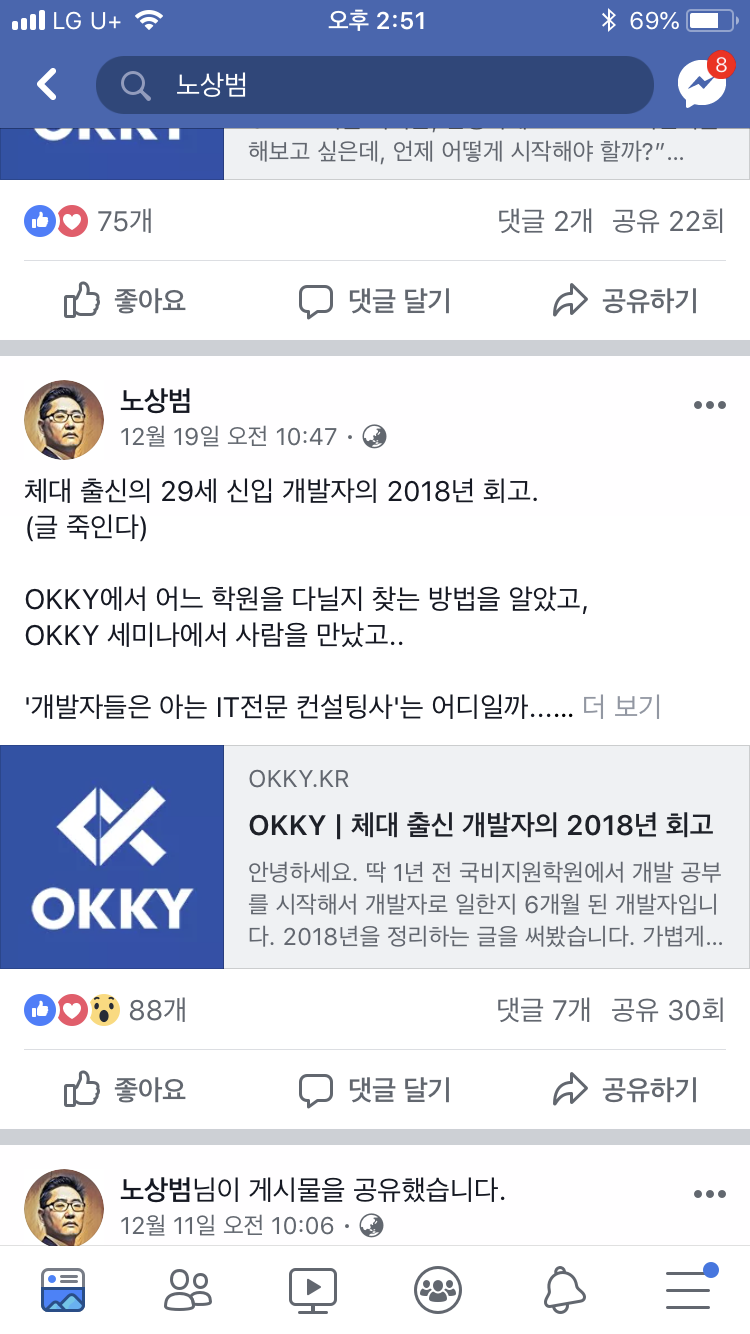 LG U+ 오후 2:51 69%
노상범 8
OKKY
해보고 싶은데, 언제 어떻게 시작해야 할까?”...
75개 댓글 2개 공유 22회
좋아요 댓글 달기 공유하기
노상범
12월 19일 오전 10:47 ·
체대 출신의 29세 신입 개발자의 2018년 회고.
(글 죽인다)
OKKY에서 어느 학원을 다닐지 찾는 방법을 알았고,
OKKY 세미나에서 사람을 만났고..
'개발자들은 아는 IT전문 컨설팅사'는 어디일까...... 더 보기
OKKY
OKKY.KR
OKKY | 체대 출신 개발자의 2018년 회고
안녕하세요. 딱 1년 전 국비지원학원에서 개발 공부
를 시작해서 개발자로 일한지 6개월 된 개발자입니
다. 2018년을 정리하는 글을 써봤습니다. 가볍게...
88개 댓글 7개 공유 30회
좋아요 댓글 달기 공유하기
노상범님이 게시물을 공유했습니다.
12월 11일 오전 10:06 ·